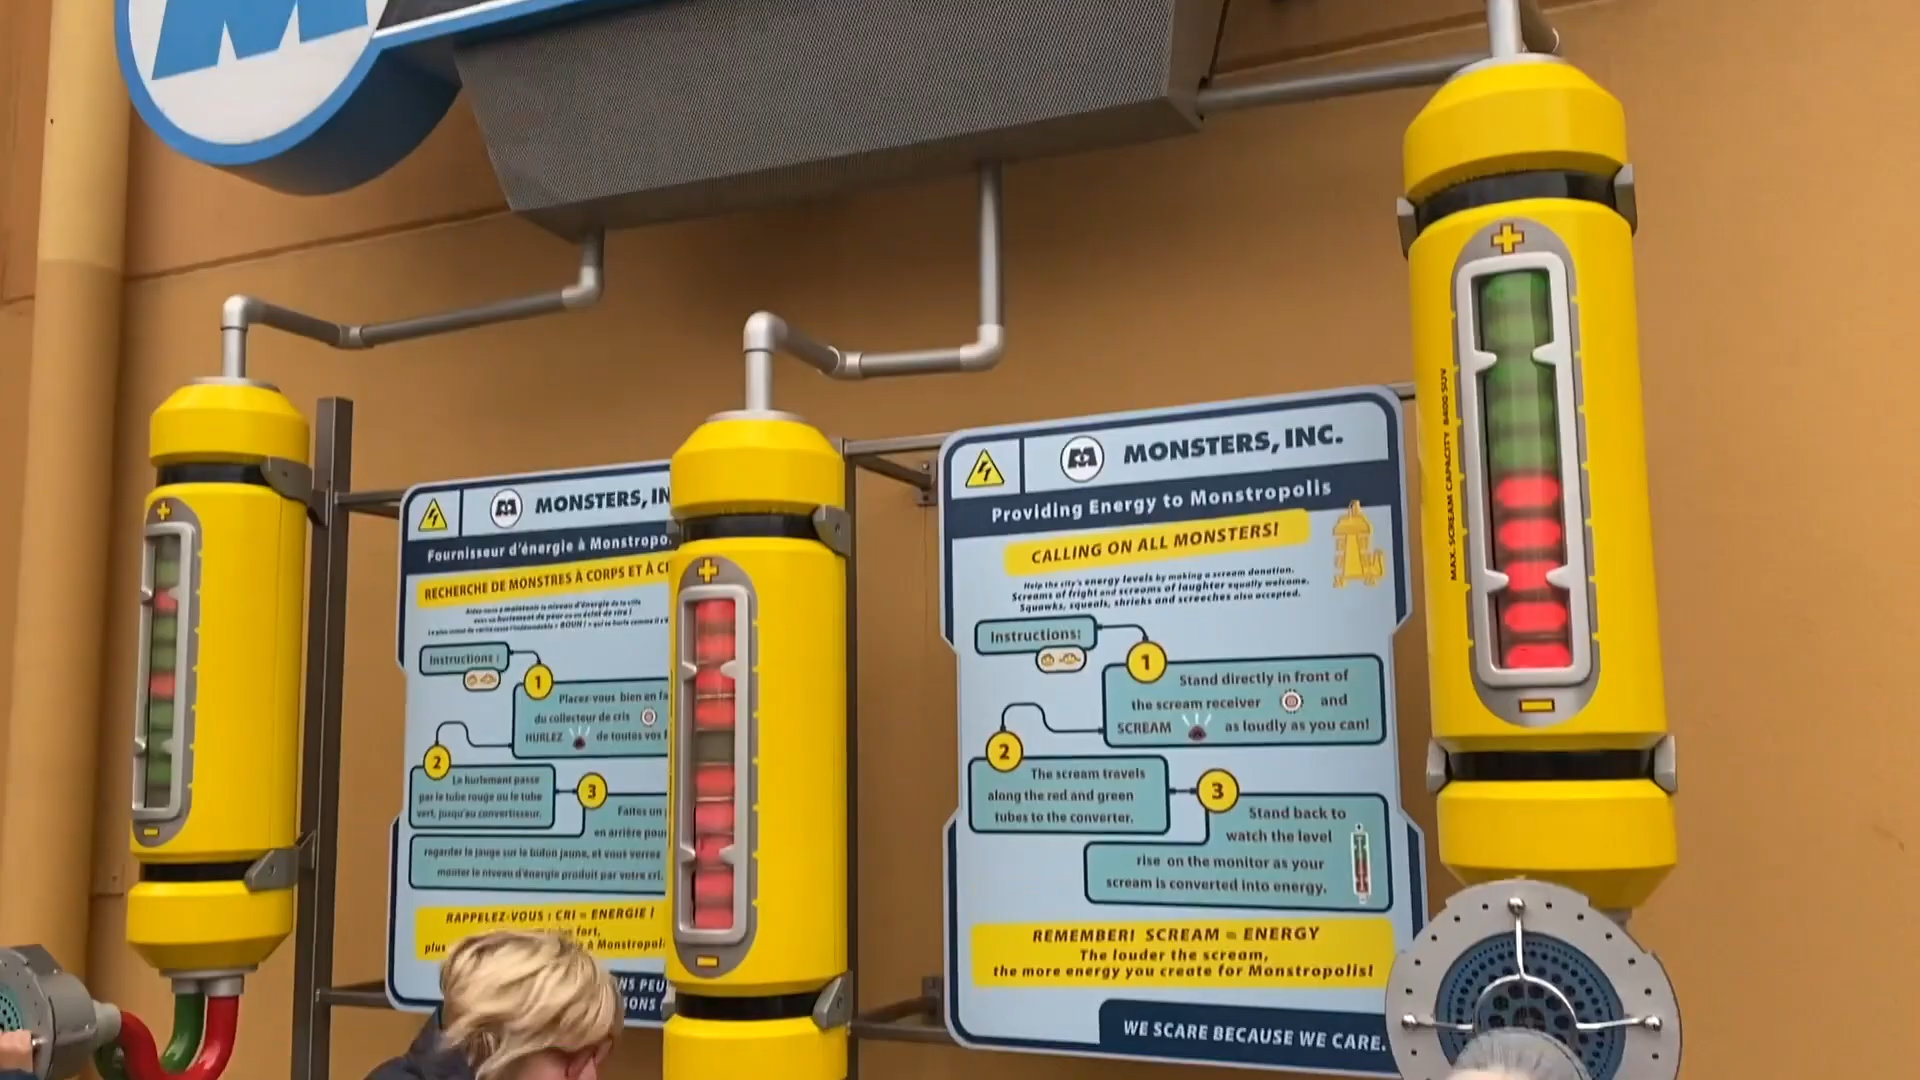 MONSTERS, IN
Fournisseur d'énergie à Monstropo
RECHERCHE DE MONSTRES À CORPS ET À C
Instructions :
1
Placez-vous bien en fa
du collecteur de cris
HURLEZ de toutes vos
2
Le hurlement passe
par le tube rouge ou le tube
vert, jusqu'au convertisseur.
3
Faites un
en arrière pour
regarder la jauge sur le bidon jaune, et vous verrez
monter le niveau d'énergie produit par votre cri.
RAPPELEZ-VOUS : CRI = ENERGIE !
fort,
plus à Monstropol
NS PEU
SONS
MONSTERS, INC.
Providing Energy to Monstropolis
CALLING ON ALL MONSTERS!
Help the city's energy levels by making a scream donation.
Screams of fright and screams of laughter equally welcome.
Squawks, squeals, shrieks and screeches also accepted.
Instructions:
1
Stand directly in front of
the scream receiver and
SCREAM as loudly as you can!
2
The scream travels
along the red and green
tubes to the converter.
3
Stand back to
watch the level
rise on the monitor as your
scream is converted into energy.
REMEMBER! SCREAM = ENERGY
The louder the scream,
the more energy you create for Monstropolis!
WE SCARE BECAUSE WE CARE.
MAX. SCREAM CAPACITY